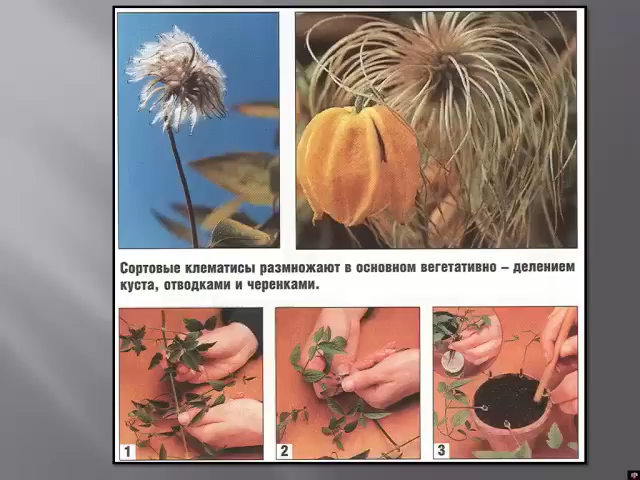 Сортовые клематисы размножают в основном вегетативно – делением
куста, отводками и черенками.
1 2 3